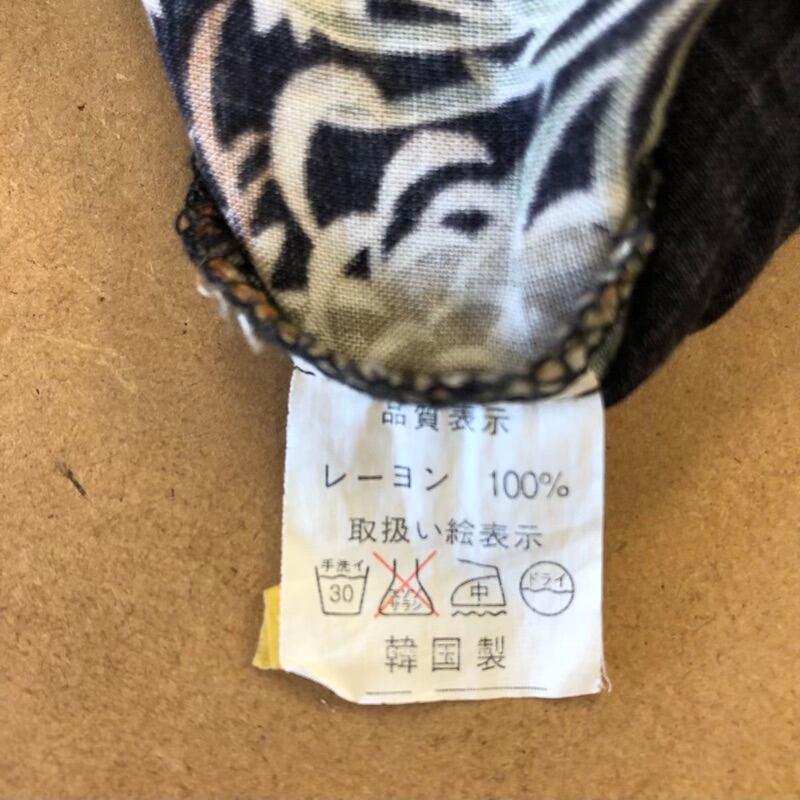 品質表示
レーヨン 100%
取扱い絵表示
手洗イ 30 エンソサラシ 中 ドライ
韓国製